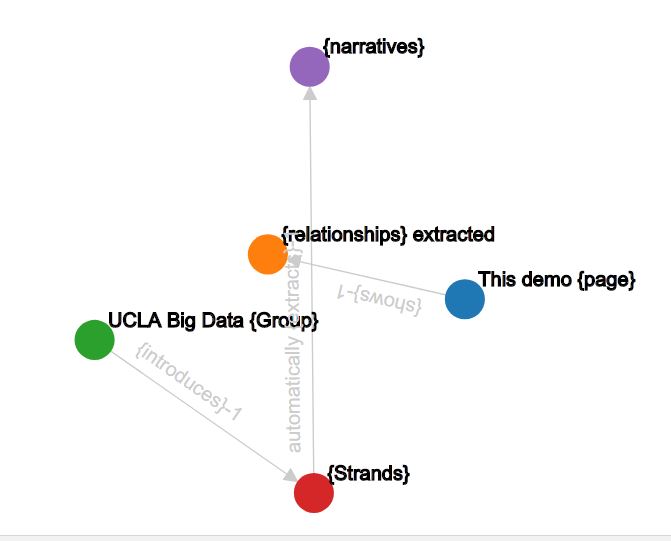 {narratives}
{relationships} extracted
This demo {page}
{shows}-1
UCLA Big Data {Group}
{introduces}-1
automatically {extracts}
{Strands}